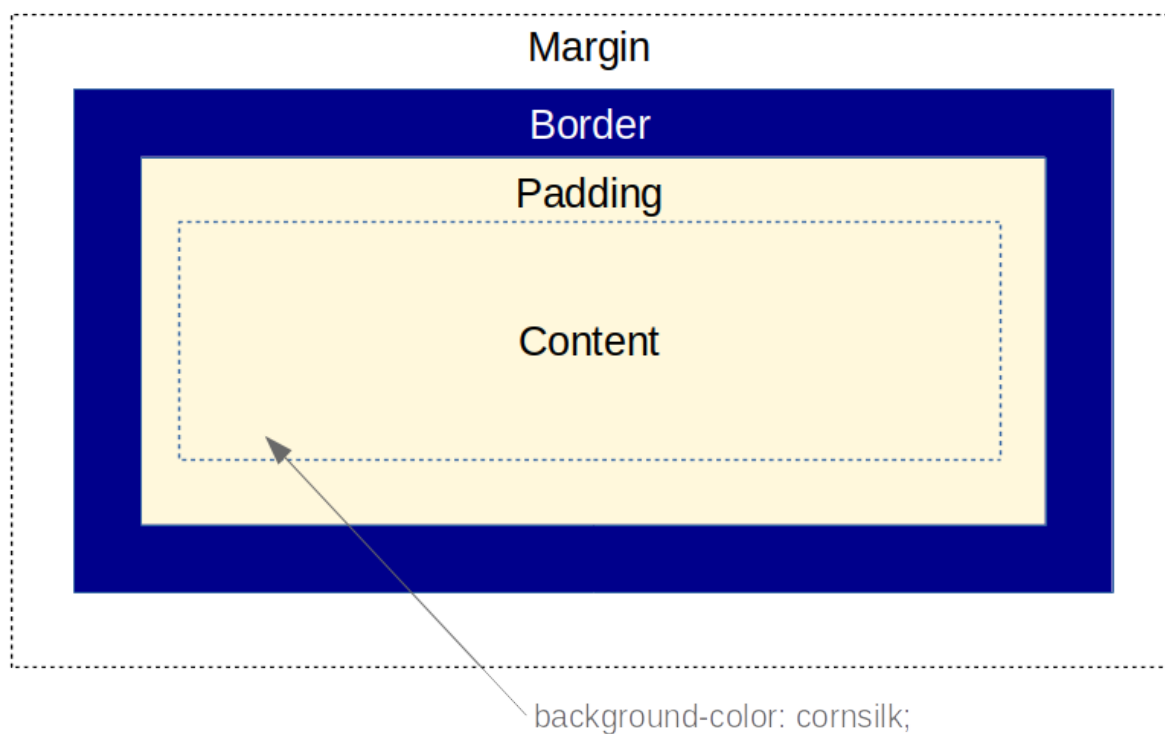 Margin
Border
Padding
Content
background-color: cornsilk;